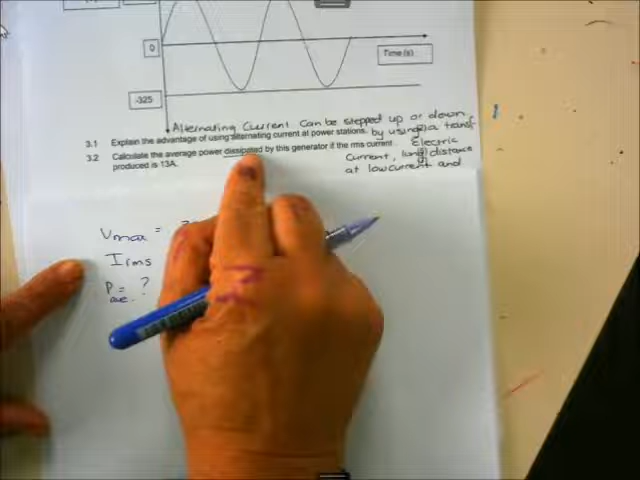 0
Time (s)
-325
Alternating Current can be stepped up or down
3.1 Explain the advantage of using alternating current at power stations. by using a transf
Electric
3.2 Calculate the average power dissipated by this generator if the rms current
produced is 13A.
Current, long distance
at low current and
Vmax =
Irms
Pave. = ?